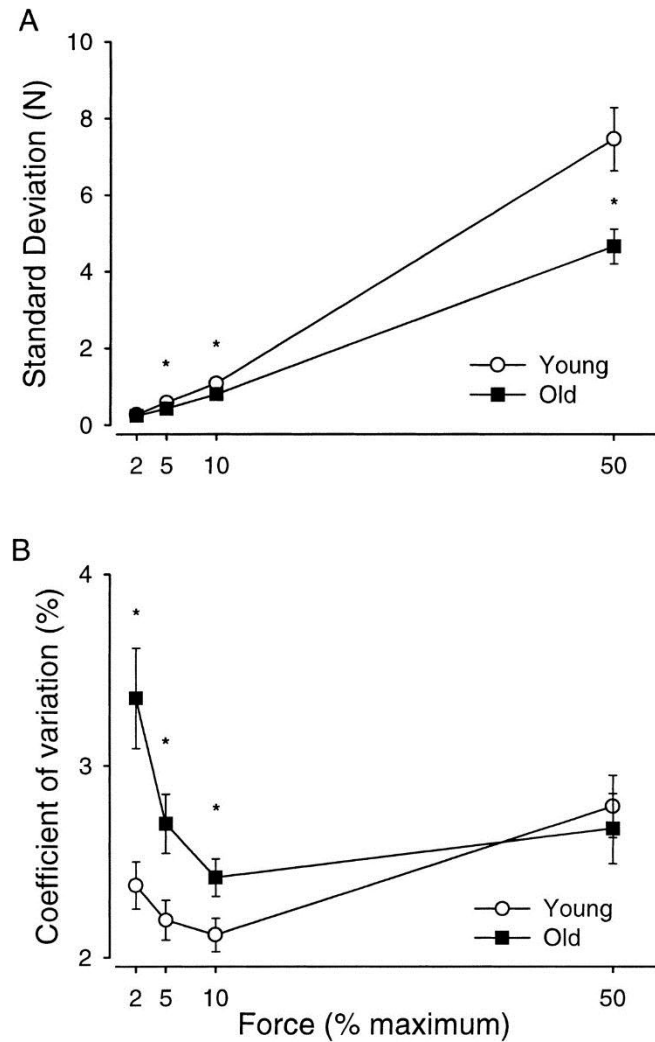 A
Standard Deviation (N)
10
8
6
4
2
0
*
*
*
Young
Old
2 5 10 50
B
Coefficient of variation (%)
4
3
2
*
*
*
Young
Old
2 5 10 50
Force (% maximum)